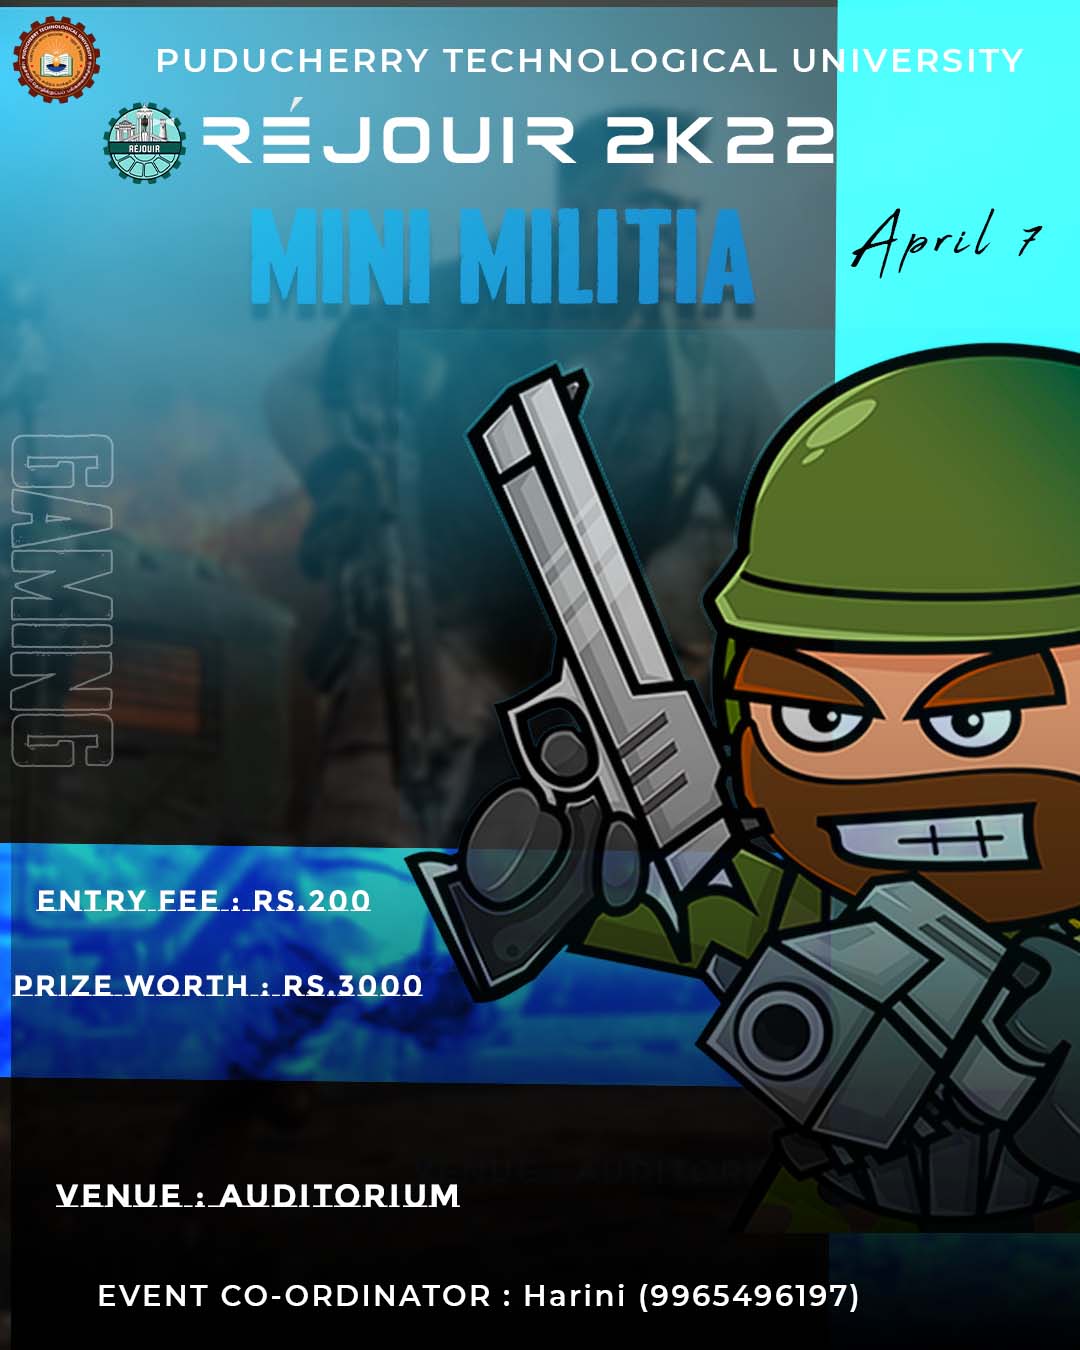 PUDUCHERRY TECHNOLOGICAL UNIVERSITY
RÉJOUIR
RÉJOUIR 2K22
MINI MILITIA
April 7
GAMING
ENTRY FEE : RS.200
PRIZE WORTH : RS.3000
VENUE : AUDITORIUM
EVENT CO-ORDINATOR : Harini (9965496197)